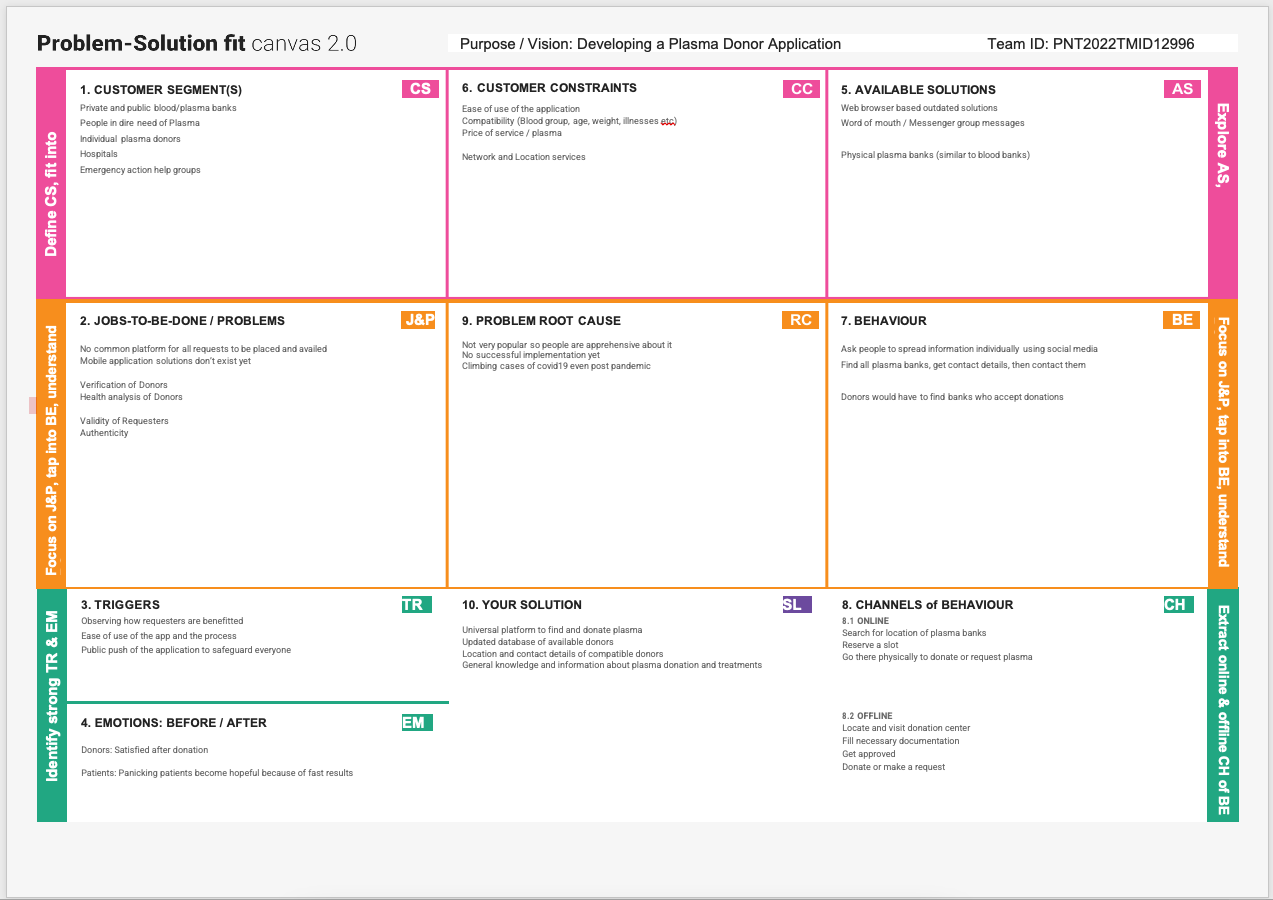 Problem-Solution fit canvas 2.0
Purpose / Vision: Developing a Plasma Donor Application
Team ID: PNT2022TMID12996
Define CS, fit into
1. CUSTOMER SEGMENT(S)
CS
Private and public blood/plasma banks
People in dire need of Plasma
Individual plasma donors
Hospitals
Emergency action help groups
6. CUSTOMER CONSTRAINTS
CC
Ease of use of the application
Compatibility (Blood group, age, weight, illnesses etc)
Price of service / plasma
Network and Location services
5. AVAILABLE SOLUTIONS
AS
Web browser based outdated solutions
Word of mouth / Messenger group messages
Physical plasma banks (similar to blood banks)
Explore AS,
Focus on J&P, tap into BE, understand
2. JOBS-TO-BE-DONE / PROBLEMS
J&P
No common platform for all requests to be placed and availed
Mobile application solutions don't exist yet
Verification of Donors
Health analysis of Donors
Validity of Requesters
Authenticity
9. PROBLEM ROOT CAUSE
RC
Not very popular so people are apprehensive about it
No successful implementation yet
Climbing cases of covid19 even post pandemic
7. BEHAVIOUR
BE
Ask people to spread information individually using social media
Find all plasma banks, get contact details, then contact them
Donors would have to find banks who accept donations
Focus on J&P, tap into BE, understand
Identify strong TR & EM
3. TRIGGERS
TR
Observing how requesters are benefitted
Ease of use of the app and the process
Public push of the application to safeguard everyone
4. EMOTIONS: BEFORE / AFTER
EM
Donors: Satisfied after donation
Patients: Panicking patients become hopeful because of fast results
10. YOUR SOLUTION
SL
Universal platform to find and donate plasma
Updated database of available donors
Location and contact details of compatible donors
General knowledge and information about plasma donation and treatments
8. CHANNELS of BEHAVIOUR
CH
8.1 ONLINE
Search for location of plasma banks
Reserve a slot
Go there physically to donate or request plasma
8.2 OFFLINE
Locate and visit donation center
Fill necessary documentation
Get approved
Donate or make a request
Extract online & offline CH of BE